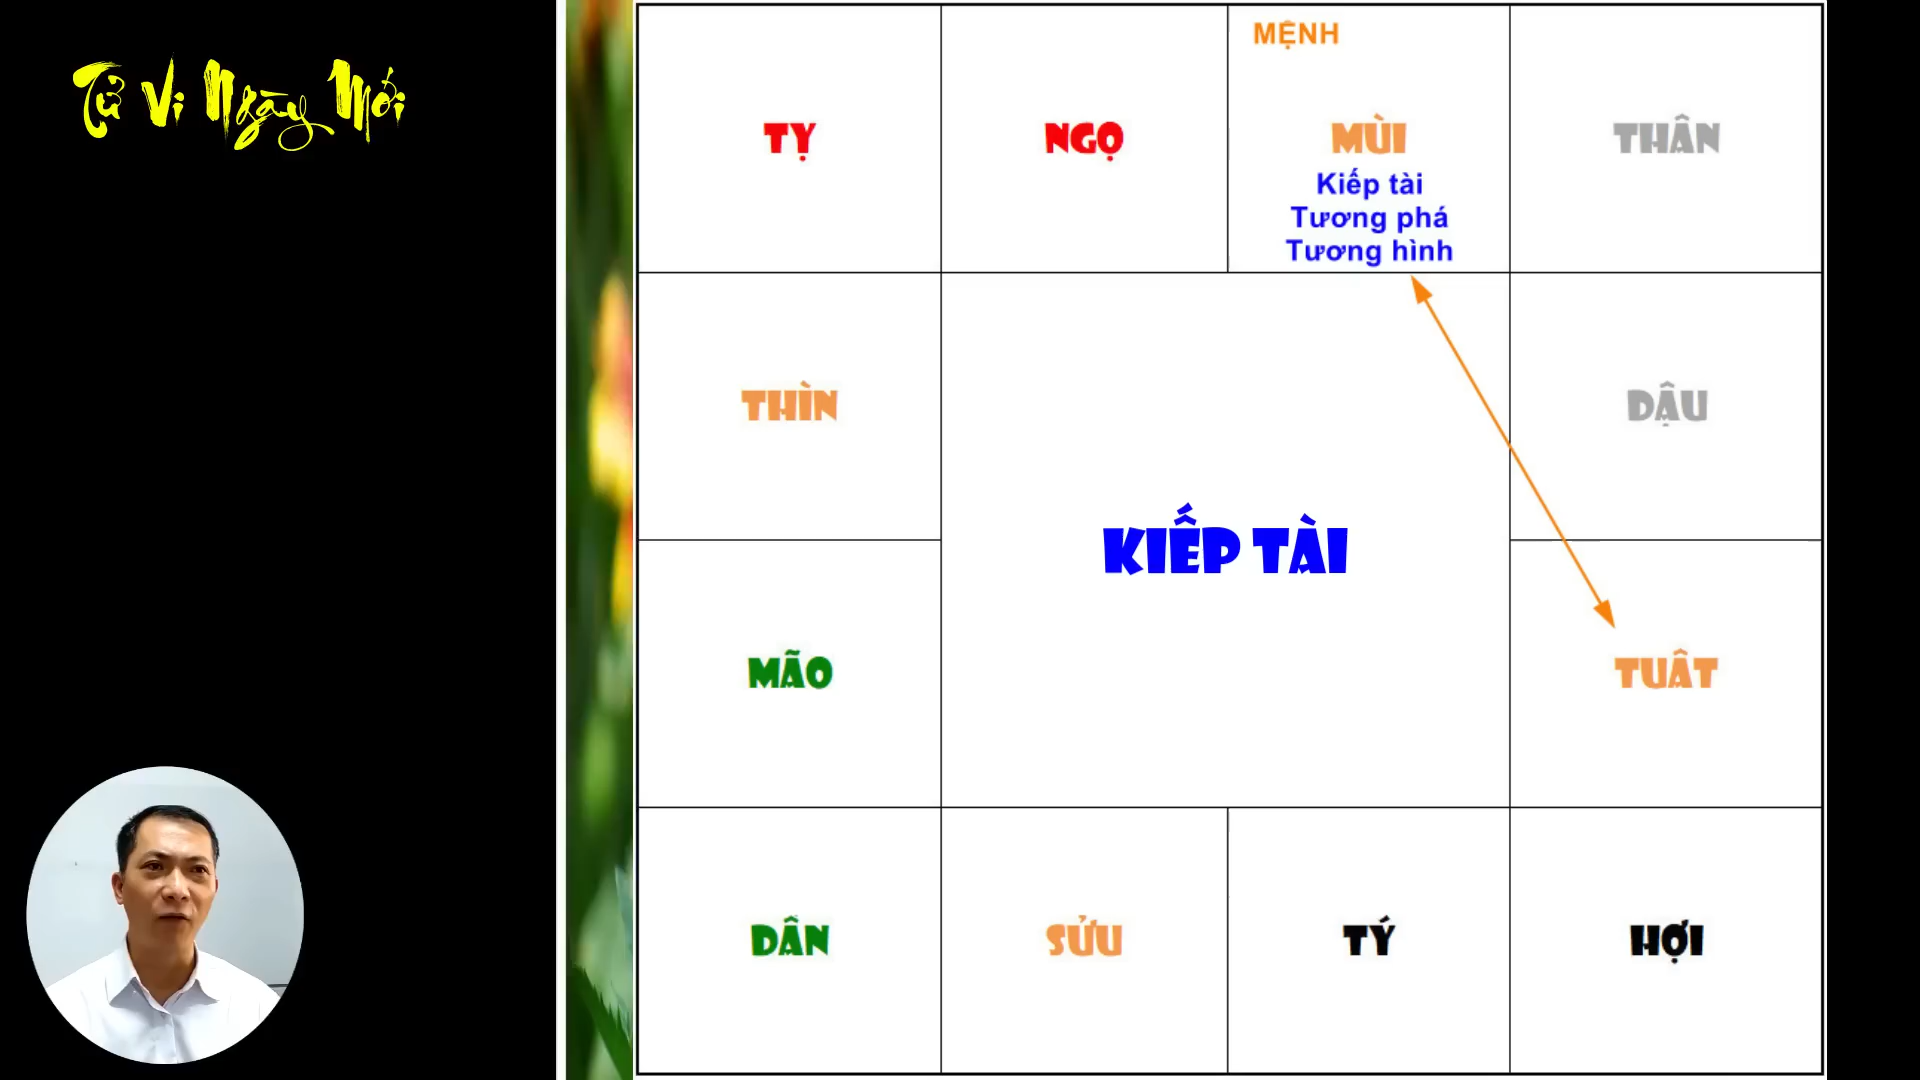 Tử Vi Ngày Mới
MỆNH
TỴ
NGỌ
MÙI
THÂN
Kiếp tài
Tương phá
Tương hình
THÌN
DẬU
KIẾP TÀI
MÃO
TUẤT
DẦN
SỬU
TÝ
HỢI